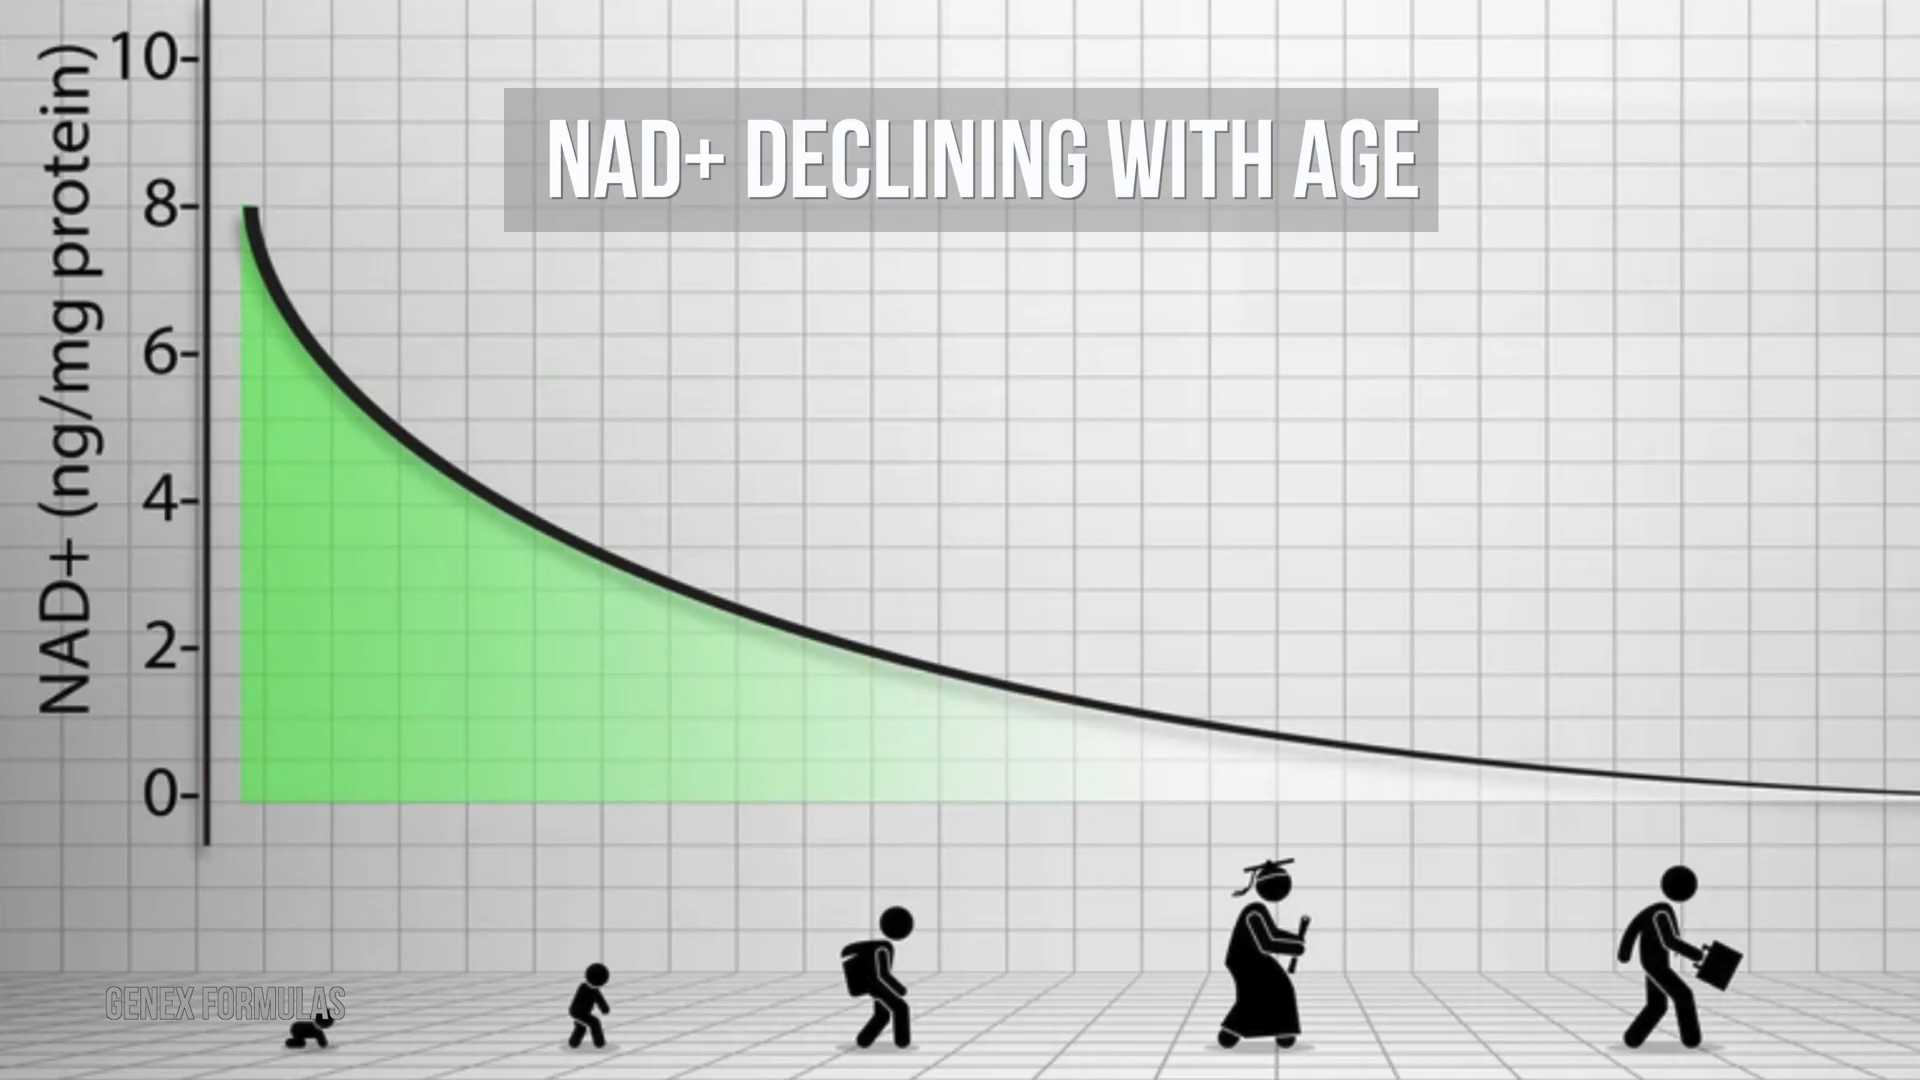 NAD+ DECLINING WITH AGE
NAD+ (ng/mg protein)
10
8
6
4
2
0
GENEX FORMULAS